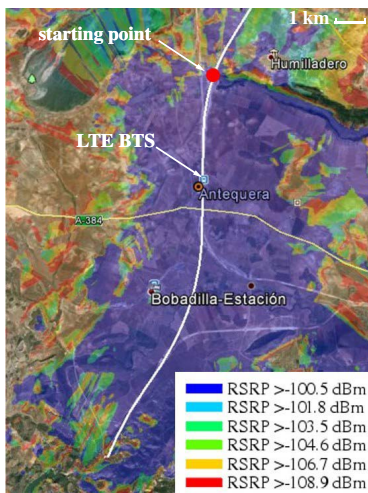 1 km
starting point
Humilladero
LTE BTS
Antequera
A-384
Bobadilla-Estación
RSRP >-100.5 dBm
RSRP >-101.8 dBm
RSRP >-103.5 dBm
RSRP >-104.6 dBm
RSRP >-106.7 dBm
RSRP >-108.9 dBm